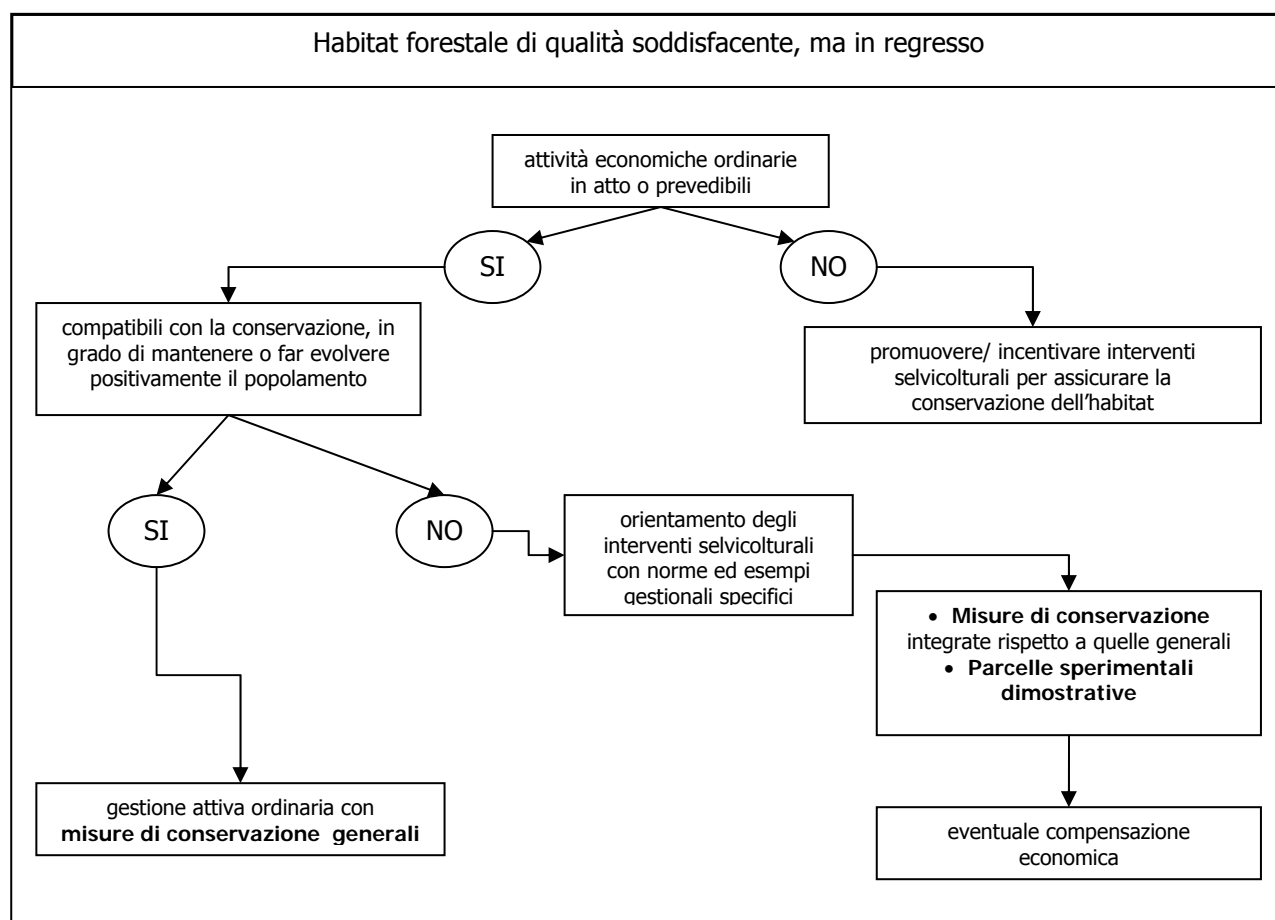 Habitat forestale di qualità soddisfacente, ma in regresso
attività economiche ordinarie
in atto o prevedibili
SI
NO
compatibili con la conservazione, in
grado di mantenere o far evolvere
positivamente il popolamento
promuovere/ incentivare interventi
selvicolturali per assicurare la
conservazione dell'habitat
SI
NO
orientamento degli
interventi selvicolturali
con norme ed esempi
gestionali specifici
• Misure di conservazione
integrate rispetto a quelle generali
• Parcelle sperimentali
dimostrative
gestione attiva ordinaria con
misure di conservazione generali
eventuale compensazione
economica